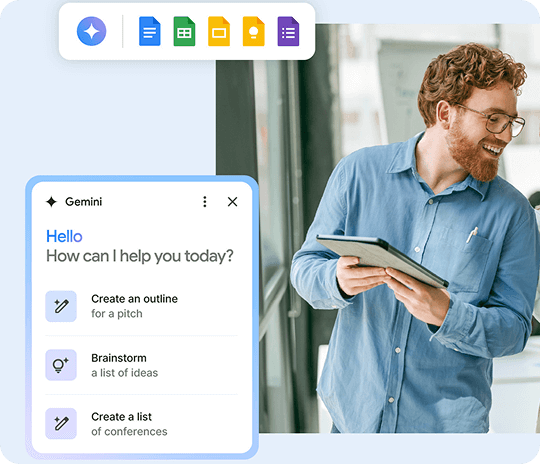 Gemini
Hello
How can I help you today?
Create an outline
for a pitch
Brainstorm
a list of ideas
Create a list
of conferences